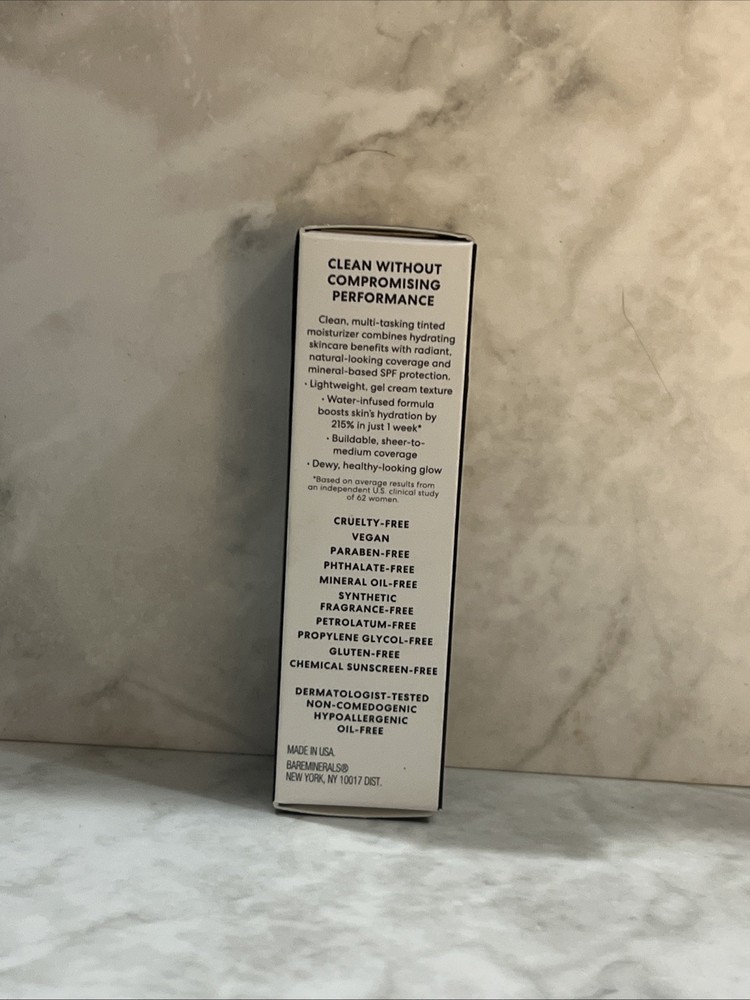 CLEAN WITHOUT
COMPROMISING
PERFORMANCE
Clean, multi-tasking tinted
moisturizer combines hydrating
skincare benefits with radiant,
natural-looking coverage and
mineral-based SPF protection.
• Lightweight, gel cream texture
• Water-infused formula
boosts skin's hydration by
215% in just 1 week*
• Buildable, sheer-to-
medium coverage
• Dewy, healthy-looking glow
*Based on average results from
an independent U.S. clinical study
of 62 women.
CRUELTY-FREE
VEGAN
PARABEN-FREE
PHTHALATE-FREE
MINERAL OIL-FREE
SYNTHETIC
FRAGRANCE-FREE
PETROLATUM-FREE
PROPYLENE GLYCOL-FREE
GLUTEN-FREE
CHEMICAL SUNSCREEN-FREE
DERMATOLOGIST-TESTED
NON-COMEDOGENIC
HYPOALLERGENIC
OIL-FREE
MADE IN USA.
BAREMINERALS®
NEW YORK, NY 10017 DIST.